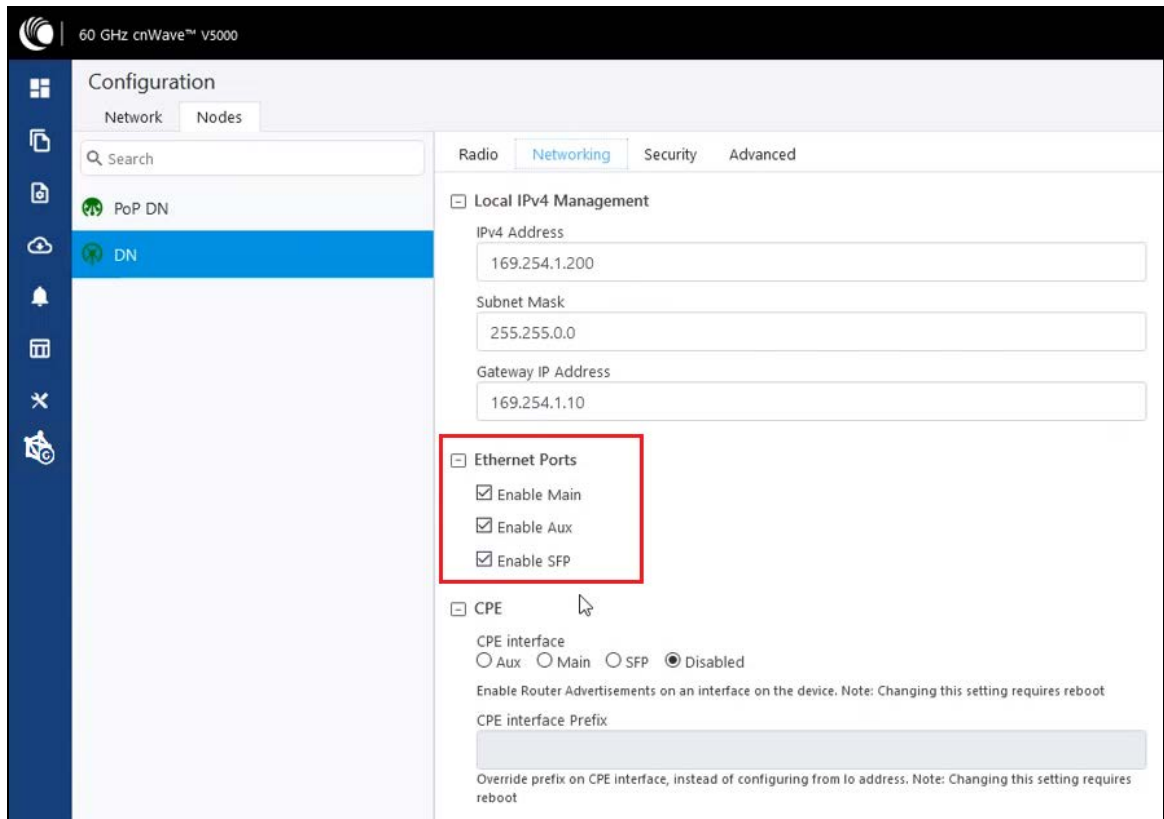 60 GHz cnWave™ V5000
Configuration
Network Nodes
Search
PoP DN
DN
Radio Networking Security Advanced
Local IPv4 Management
IPv4 Address
169.254.1.200
Subnet Mask
255.255.0.0
Gateway IP Address
169.254.1.10
Ethernet Ports
Enable Main
Enable Aux
Enable SFP
CPE
CPE interface
Aux Main SFP Disabled
Enable Router Advertisements on an interface on the device. Note: Changing this setting requires reboot
CPE interface Prefix
Override prefix on CPE interface, instead of configuring from lo address. Note: Changing this setting requires
reboot